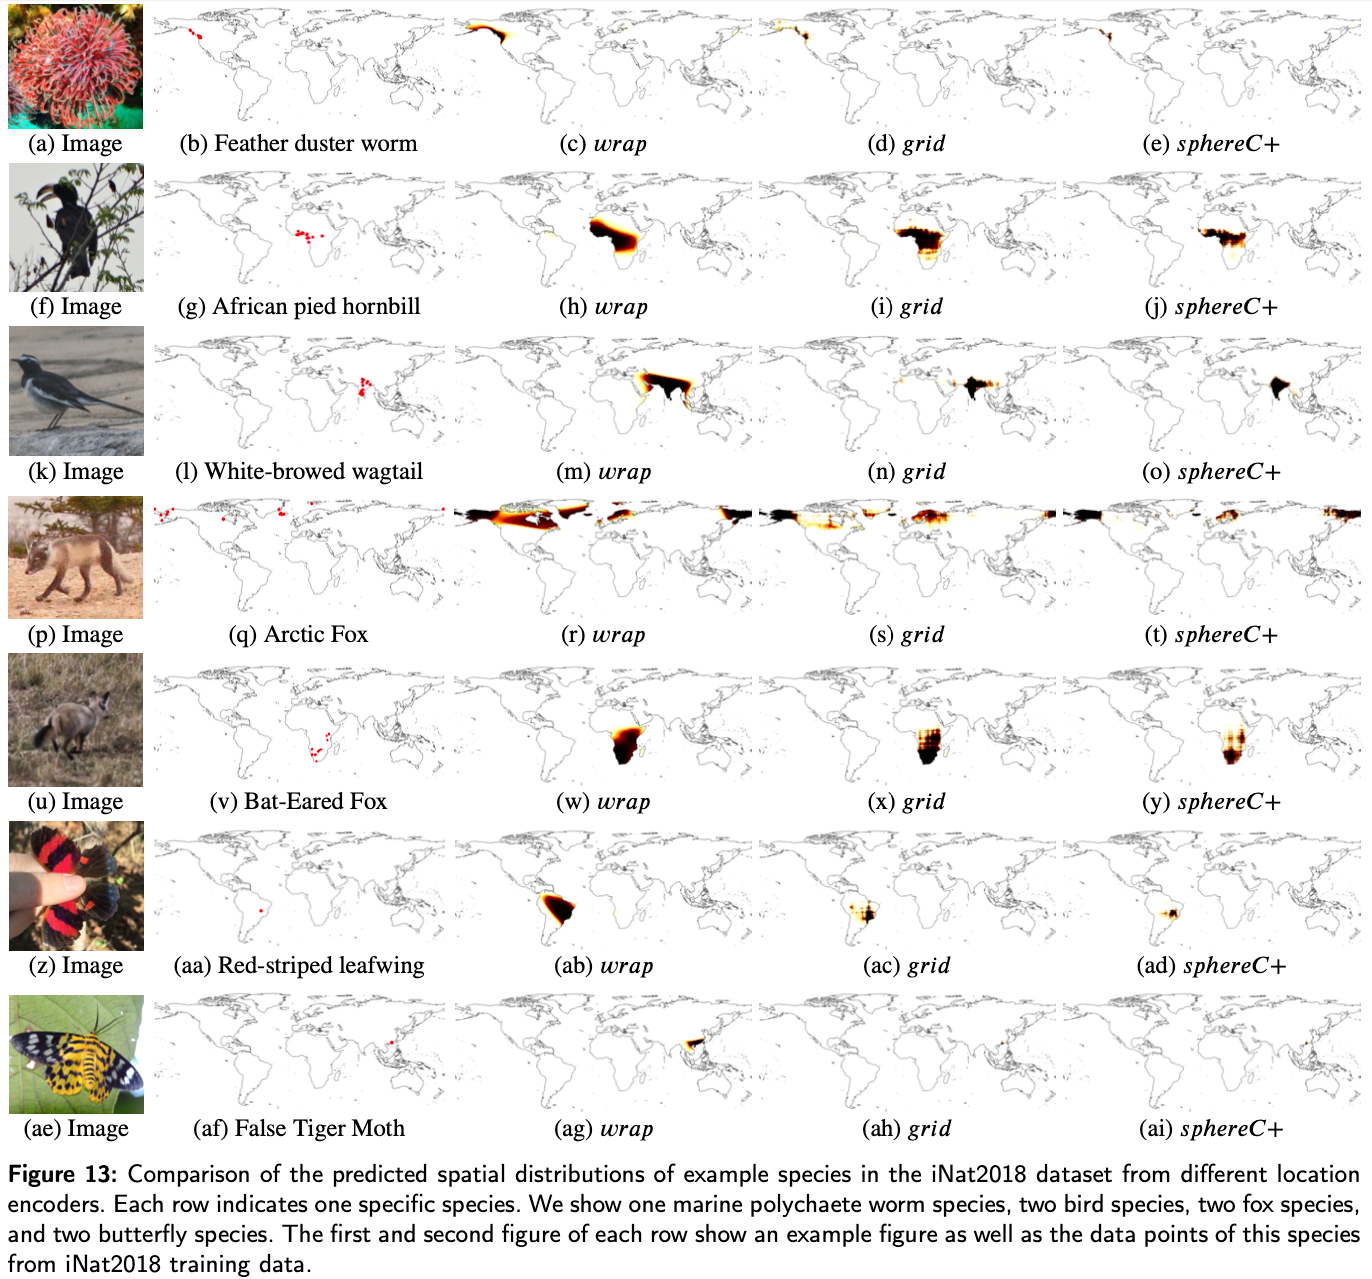 (a) Image (b) Feather duster worm (c) wrap (d) grid (e) sphereC+
(f) Image (g) African pied hornbill (h) wrap (i) grid (j) sphereC+
(k) Image (l) White-browed wagtail (m) wrap (n) grid (o) sphereC+
(p) Image (q) Arctic Fox (r) wrap (s) grid (t) sphereC+
(u) Image (v) Bat-Eared Fox (w) wrap (x) grid (y) sphereC+
(z) Image (aa) Red-striped leafwing (ab) wrap (ac) grid (ad) sphereC+
(ae) Image (af) False Tiger Moth (ag) wrap (ah) grid (ai) sphereC+
Figure 13: Comparison of the predicted spatial distributions of example species in the iNat2018 dataset from different location
encoders. Each row indicates one specific species. We show one marine polychaete worm species, two bird species, two fox species,
and two butterfly species. The first and second figure of each row show an example figure as well as the data points of this species
from iNat2018 training data.